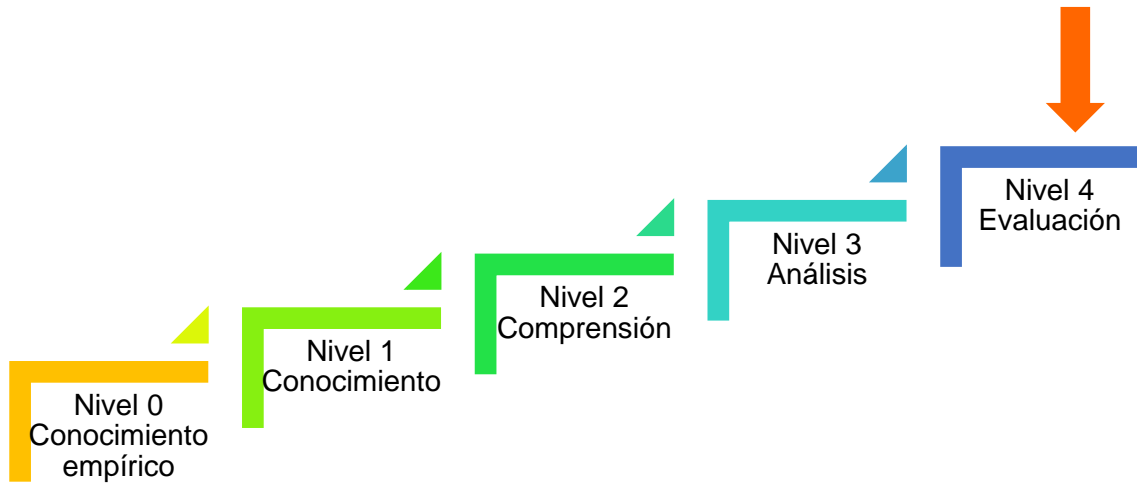 Nivel 0
Conocimiento
empírico
Nivel 1
Conocimiento
Nivel 2
Comprensión
Nivel 3
Análisis
Nivel 4
Evaluación